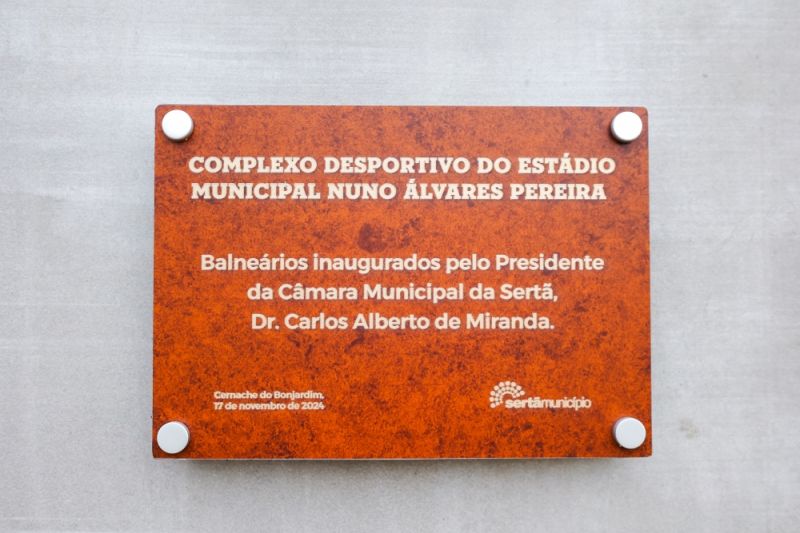 COMPLEXO DESPORTIVO DO ESTÁDIO
MUNICIPAL NUNO ÁLVARES PEREIRA
Balneários inaugurados pelo Presidente
da Câmara Municipal da Sertã,
Dr. Carlos Alberto de Miranda.
Cernache do Bonjardim,
17 de novembro de 2024
sertãmunicípio